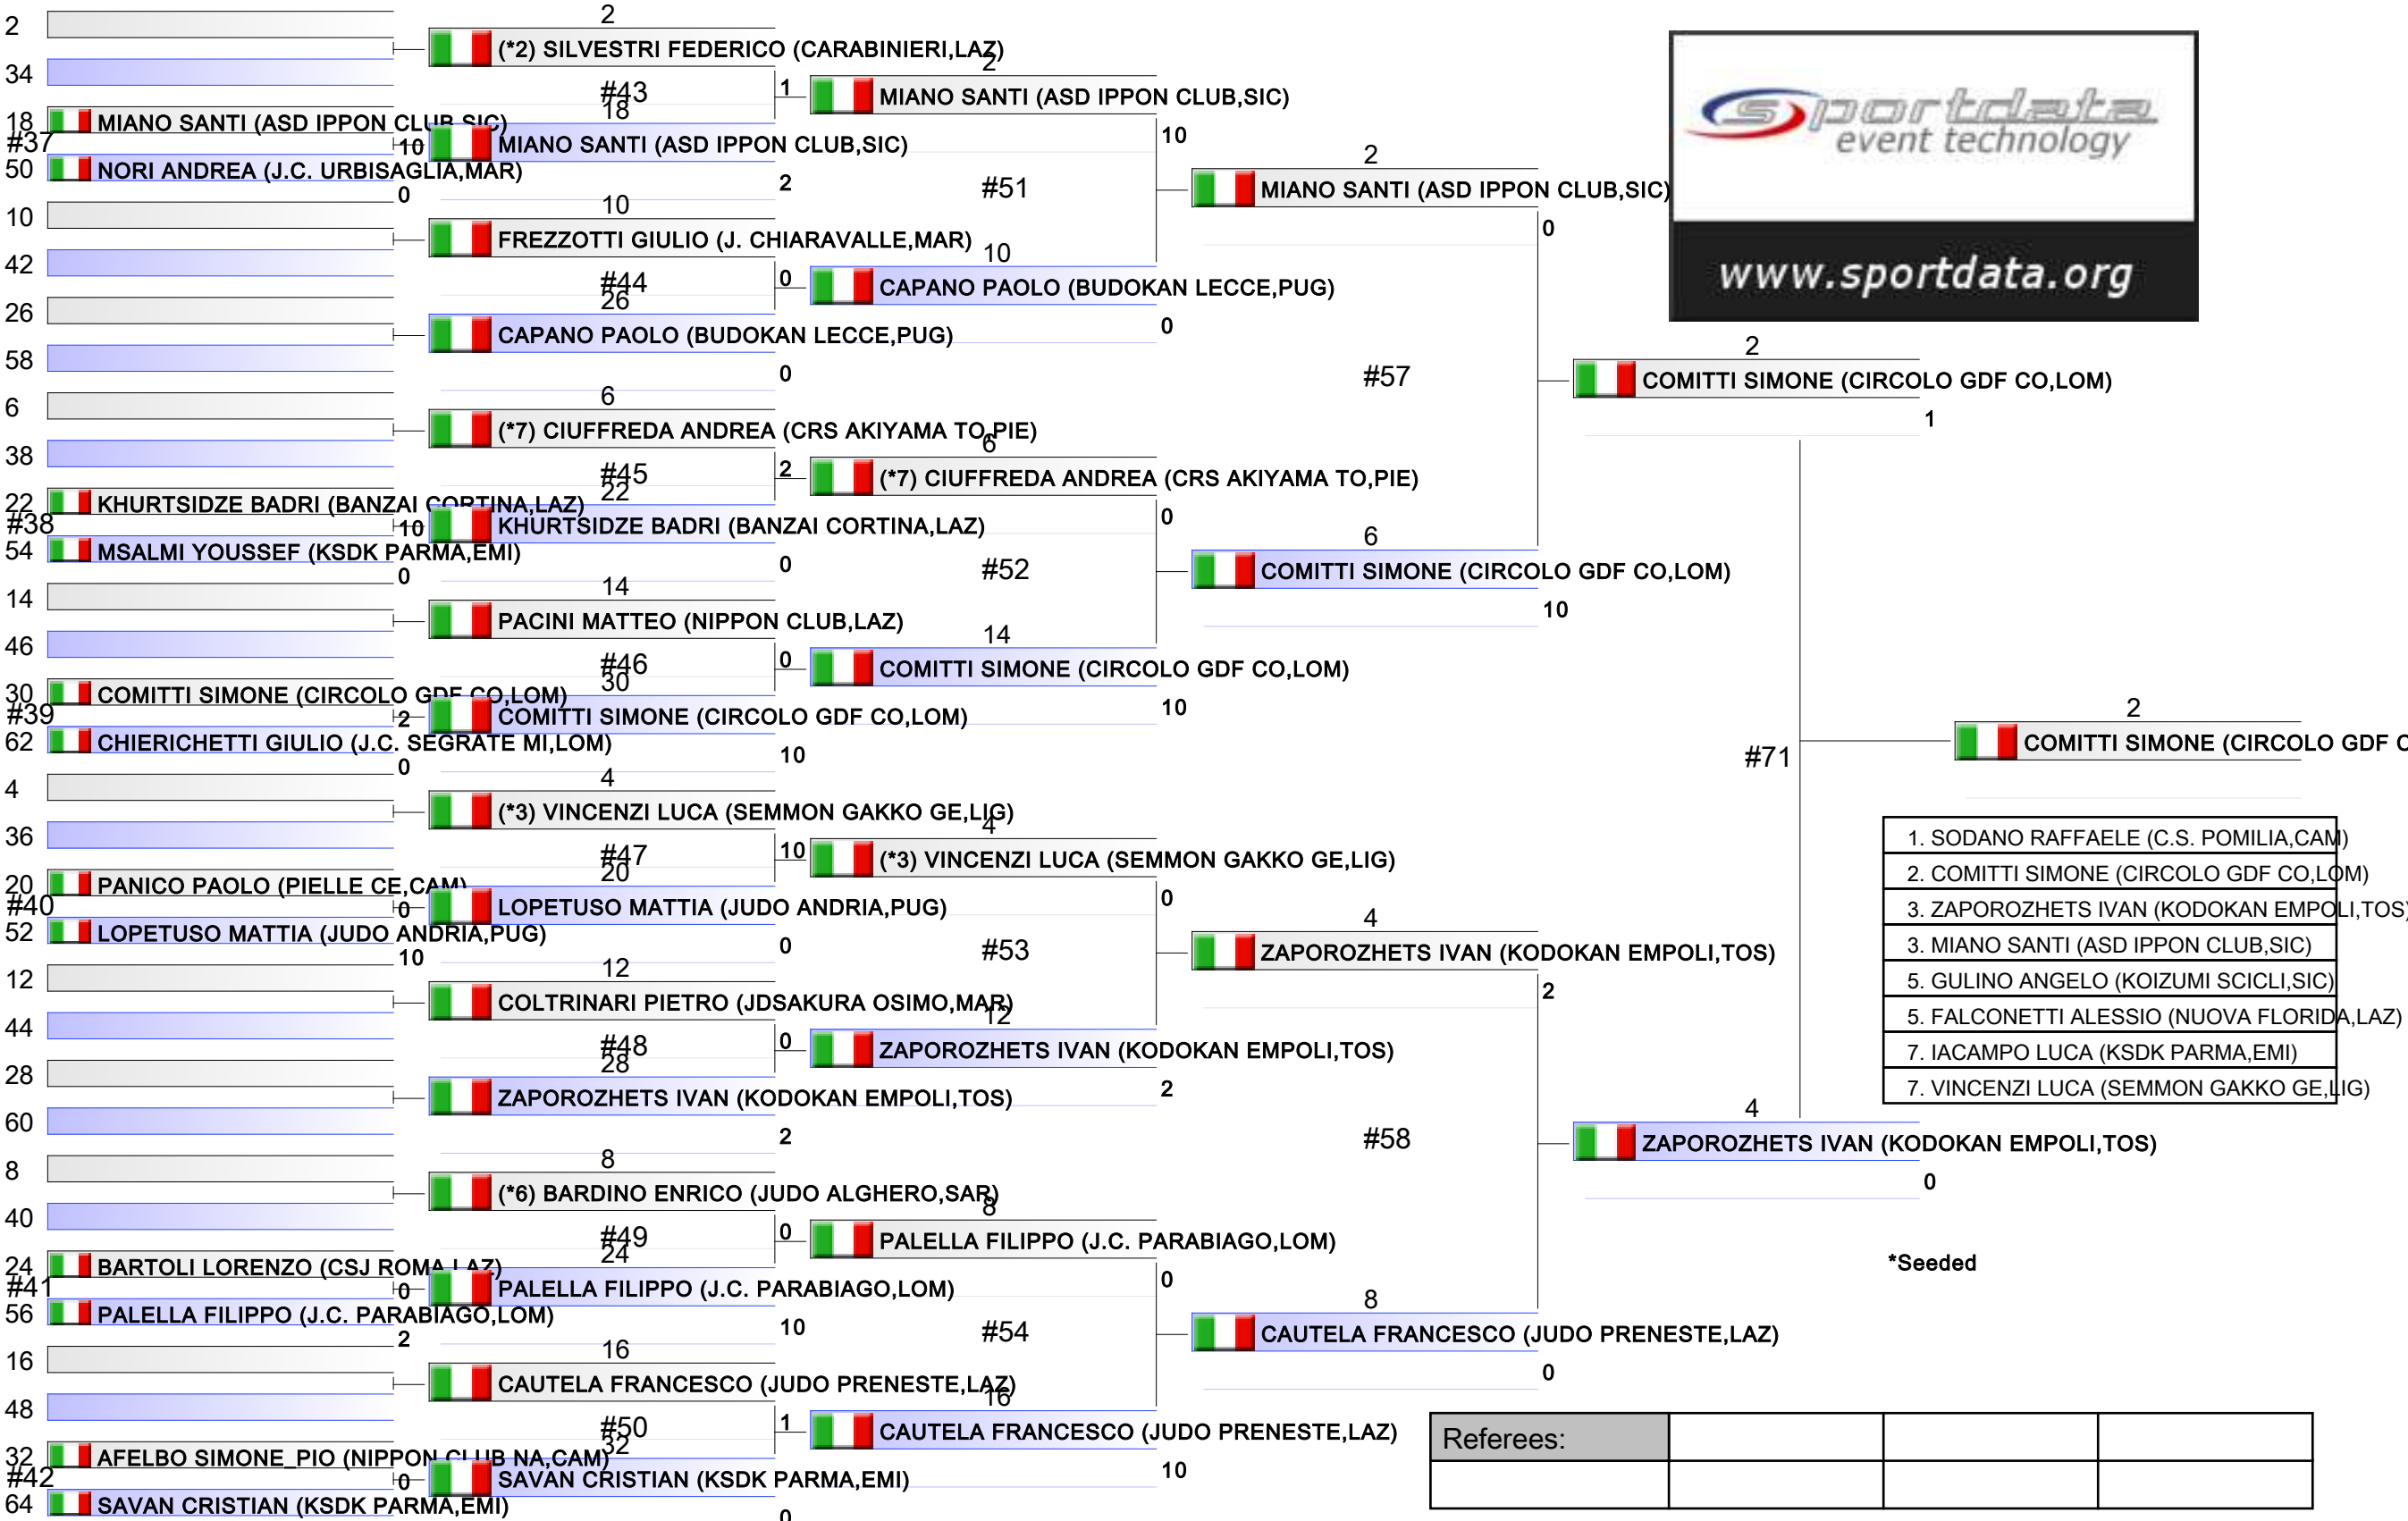 2
34
18 MIANO SANTI (ASD IPPON CLUB,SIC)
#37
10
50 NORI ANDREA (J.C. URBISAGLIA,MAR)
0
10
42
26
58
6
38
22 KHURTSIDZE BADRI (BANZAI CORTINA,LAZ)
#38
10
54 MSALMI YOUSSEF (KSDK PARMA,EMI)
0
14
46
30 COMITTI SIMONE (CIRCOLO GDF CO,LOM)
#39
2
62 CHIERICHETTI GIULIO (J.C. SEGRATE MI,LOM)
0
4
36
20 PANICO PAOLO (PIELLE CE,CAM)
#40
0
52 LOPETUSO MATTIA (JUDO ANDRIA,PUG)
10
12
44
28
60
8
40
24 BARTOLI LORENZO (CSJ ROMA,LAZ)
#41
0
56 PALELLA FILIPPO (J.C. PARABIAGO,LOM)
2
16
48
32 AFELBO SIMONE_PIO (NIPPON CLUB NA,CAM)
#42
0
64 SAVAN CRISTIAN (KSDK PARMA,EMI)
2
(*2) SILVESTRI FEDERICO (CARABINIERI,LAZ)
#43
1
18
MIANO SANTI (ASD IPPON CLUB,SIC)
2
10
FREZZOTTI GIULIO (J. CHIARAVALLE,MAR)
#44
0
26
CAPANO PAOLO (BUDOKAN LECCE,PUG)
0
6
(*7) CIUFFREDA ANDREA (CRS AKIYAMA TO,PIE)
#45
2
22
KHURTSIDZE BADRI (BANZAI CORTINA,LAZ)
0
14
PACINI MATTEO (NIPPON CLUB,LAZ)
#46
0
30
COMITTI SIMONE (CIRCOLO GDF CO,LOM)
10
4
(*3) VINCENZI LUCA (SEMMON GAKKO GE,LIG)
#47
10
20
LOPETUSO MATTIA (JUDO ANDRIA,PUG)
0
12
COLTRINARI PIETRO (JDSAKURA OSIMO,MAR)
#48
0
28
ZAPOROZHETS IVAN (KODOKAN EMPOLI,TOS)
2
8
(*6) BARDINO ENRICO (JUDO ALGHERO,SAR)
#49
0
24
PALELLA FILIPPO (J.C. PARABIAGO,LOM)
10
16
CAUTELA FRANCESCO (JUDO PRENESTE,LAZ)
#50
1
32
SAVAN CRISTIAN (KSDK PARMA,EMI)
0
2
MIANO SANTI (ASD IPPON CLUB,SIC)
10
#51
10
CAPANO PAOLO (BUDOKAN LECCE,PUG)
0
6
(*7) CIUFFREDA ANDREA (CRS AKIYAMA TO,PIE)
0
#52
14
COMITTI SIMONE (CIRCOLO GDF CO,LOM)
10
4
(*3) VINCENZI LUCA (SEMMON GAKKO GE,LIG)
0
#53
12
ZAPOROZHETS IVAN (KODOKAN EMPOLI,TOS)
2
8
PALELLA FILIPPO (J.C. PARABIAGO,LOM)
0
#54
16
CAUTELA FRANCESCO (JUDO PRENESTE,LAZ)
10
2
MIANO SANTI (ASD IPPON CLUB,SIC)
0
#57
6
COMITTI SIMONE (CIRCOLO GDF CO,LOM)
10
4
ZAPOROZHETS IVAN (KODOKAN EMPOLI,TOS)
2
#58
8
CAUTELA FRANCESCO (JUDO PRENESTE,LAZ)
0
sportdata
event technology
www.sportdata.org
2
COMITTI SIMONE (CIRCOLO GDF CO,LOM)
1
#71
4
ZAPOROZHETS IVAN (KODOKAN EMPOLI,TOS)
0
2
COMITTI SIMONE (CIRCOLO GDF
1. SODANO RAFFAELE (C.S. POMILIA,CAM)
2. COMITTI SIMONE (CIRCOLO GDF CO,LOM)
3. ZAPOROZHETS IVAN (KODOKAN EMPOLI,TOS)
3. MIANO SANTI (ASD IPPON CLUB,SIC)
5. GULINO ANGELO (KOIZUMI SCICLI,SIC)
5. FALCONETTI ALESSIO (NUOVA FLORIDA,LAZ)
7. IACAMPO LUCA (KSDK PARMA,EMI)
7. VINCENZI LUCA (SEMMON GAKKO GE,LIG)
*Seeded
Referees: